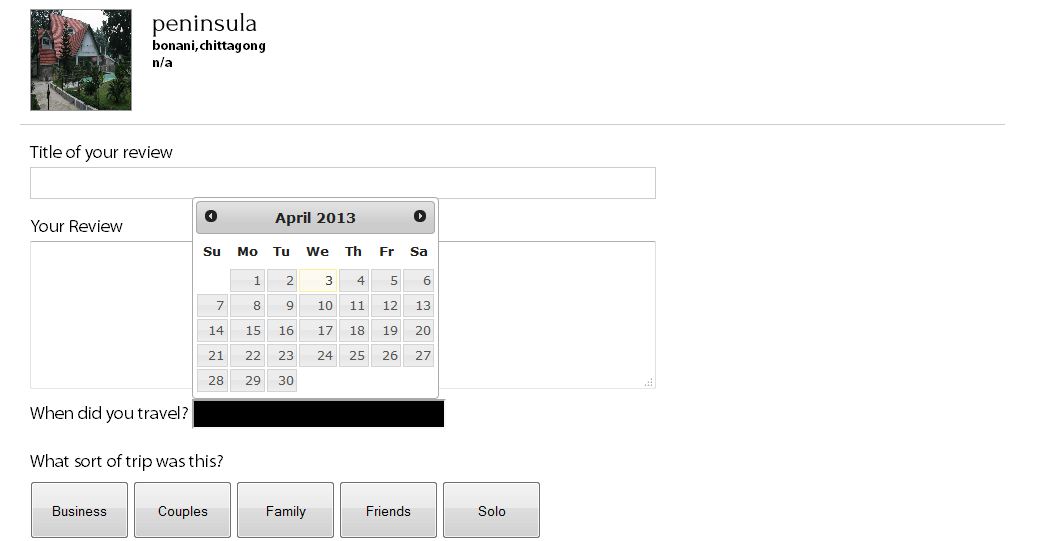 peninsula
bonani,chittagong
n/a
Title of your review
Your Review
April 2013
Su Mo Tu We Th Fr Sa
1 2 3 4 5 6
7 8 9 10 11 12 13
14 15 16 17 18 19 20
21 22 23 24 25 26 27
28 29 30
When did you travel?
What sort of trip was this?
Business Couples Family Friends Solo